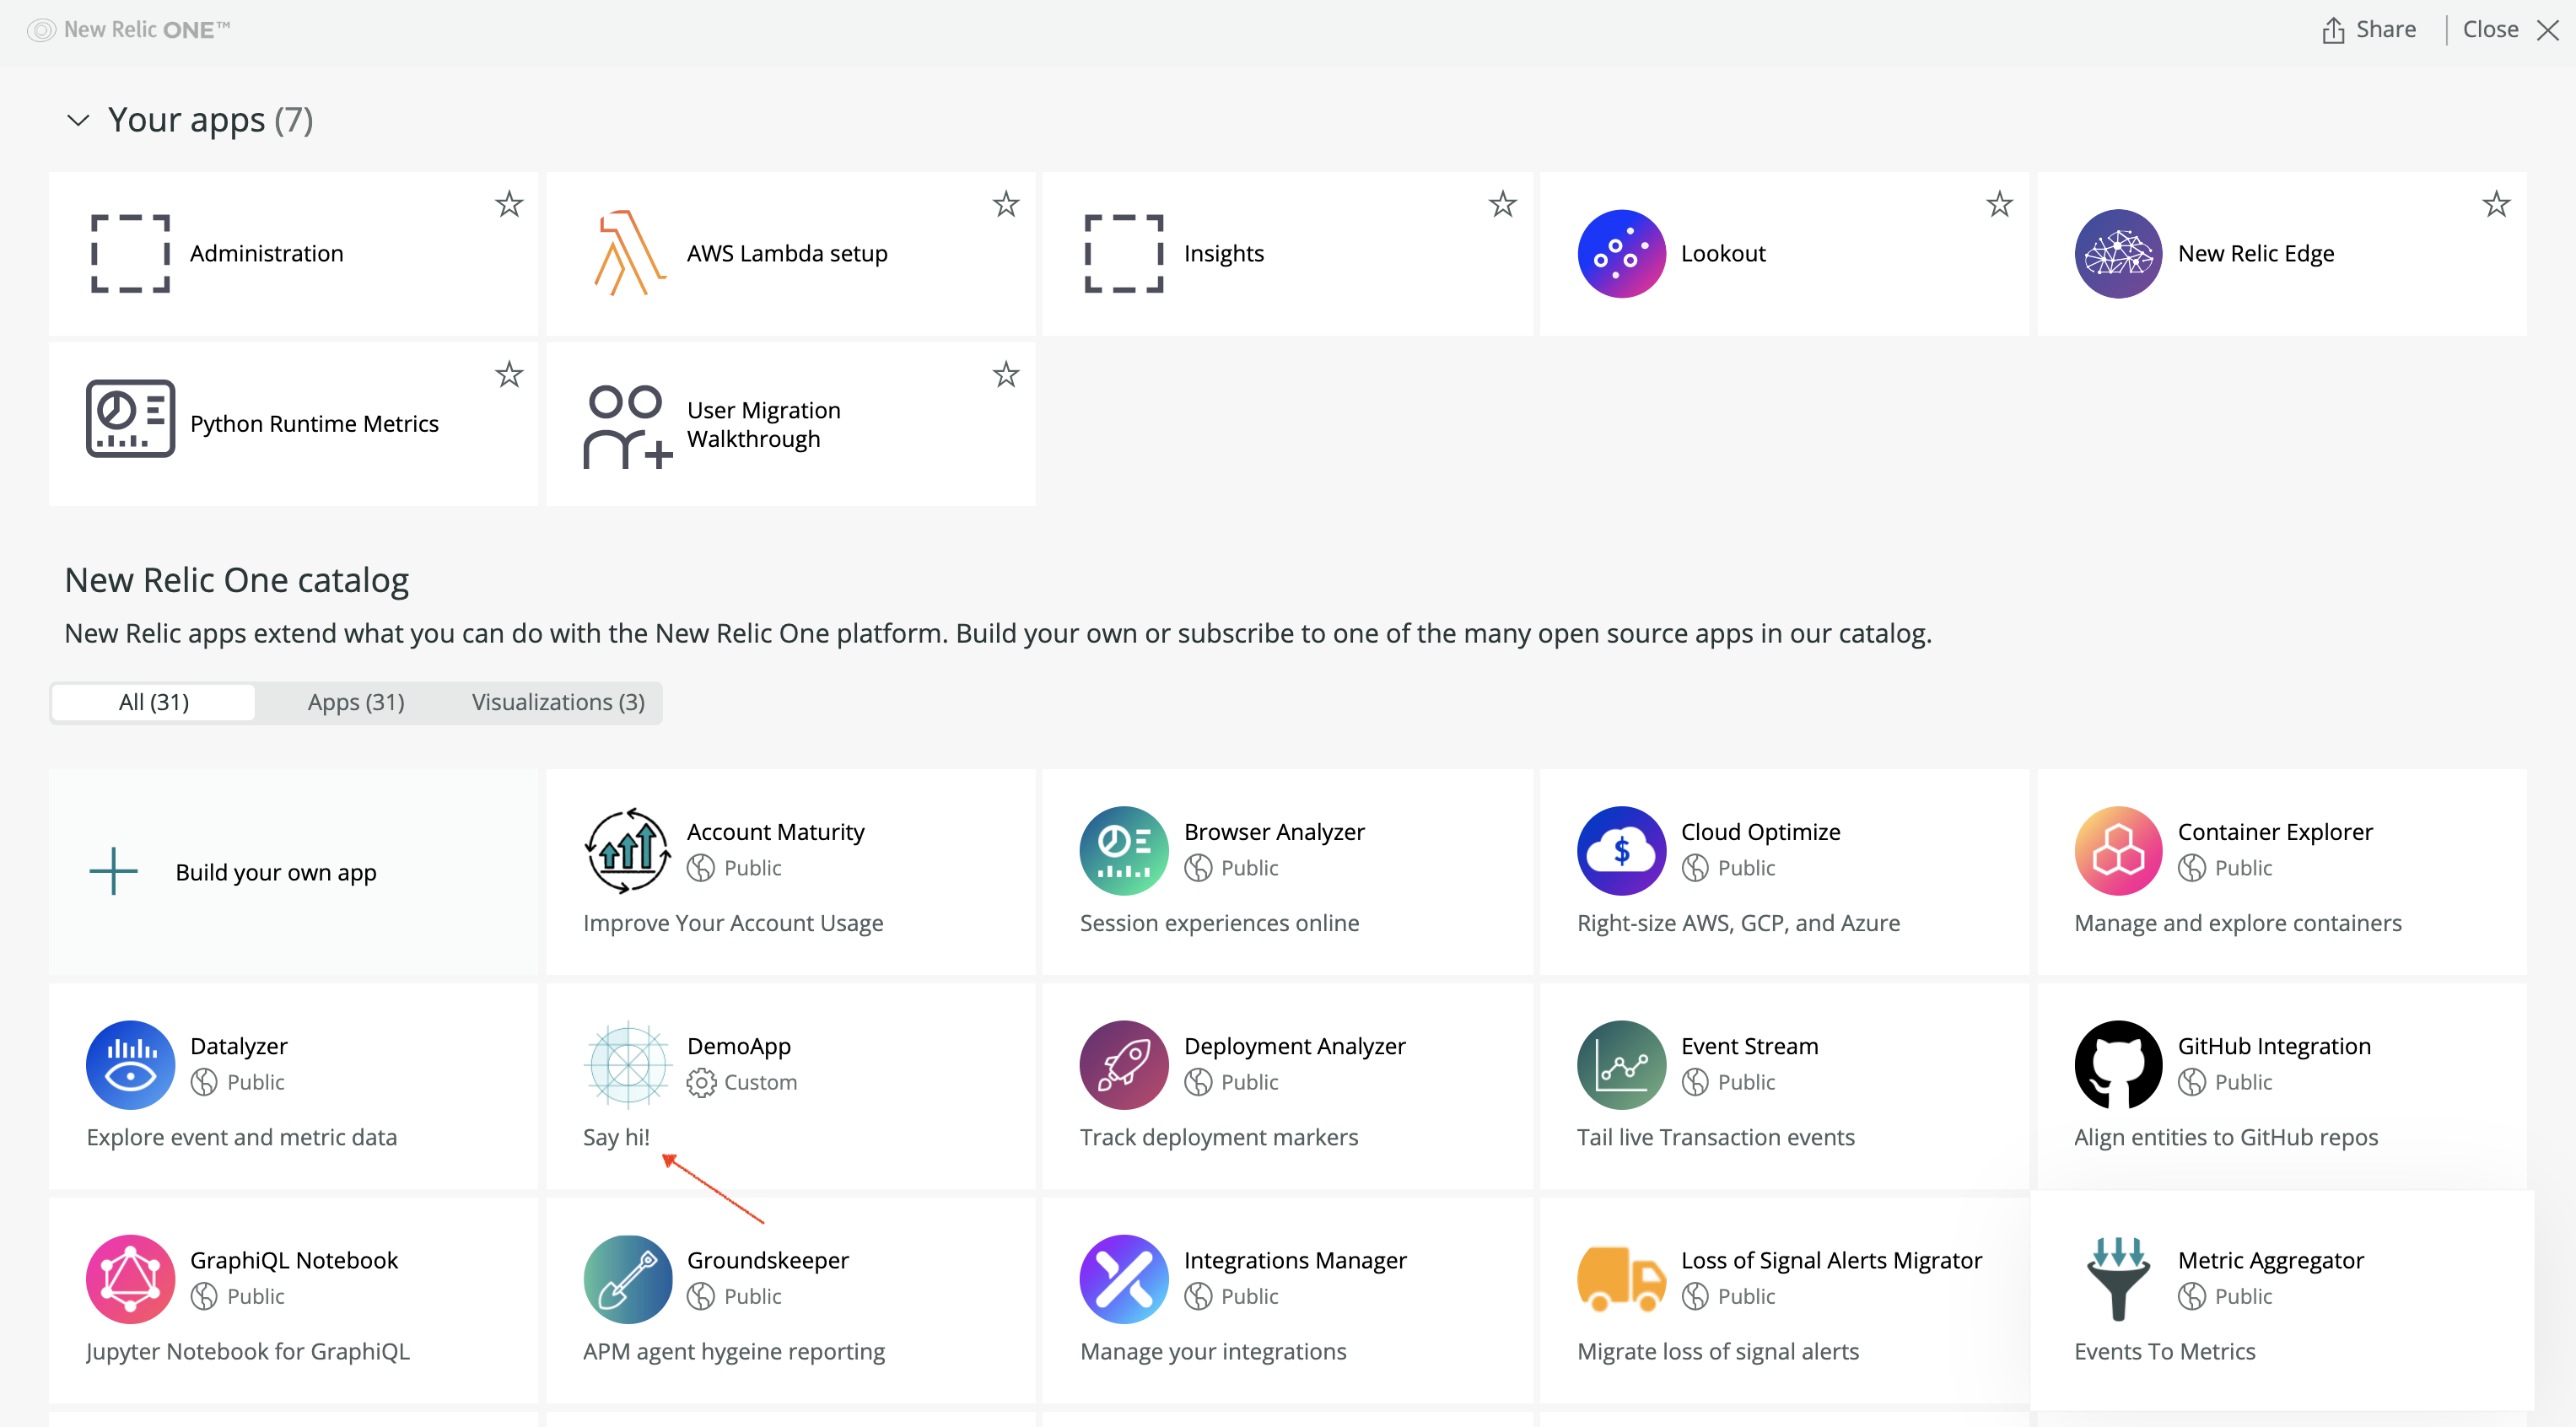 New Relic ONE™
Share
Close
Your apps (7)
Administration
AWS Lambda setup
Insights
Lookout
New Relic Edge
Python Runtime Metrics
User Migration
Walkthrough
New Relic One catalog
New Relic apps extend what you can do with the New Relic One platform. Build your own or subscribe to one of the many open source apps in our catalog.
All (31)
Apps (31)
Visualizations (3)
Build your own app
Account Maturity
Public
Improve Your Account Usage
Browser Analyzer
Public
Session experiences online
Cloud Optimize
Public
Right-size AWS, GCP, and Azure
Container Explorer
Public
Manage and explore containers
Datalyzer
Public
Explore event and metric data
DemoApp
Custom
Say hi!
Deployment Analyzer
Public
Track deployment markers
Event Stream
Public
Tail live Transaction events
GitHub Integration
Public
Align entities to GitHub repos
GraphiQL Notebook
Public
Jupyter Notebook for GraphiQL
Groundskeeper
Public
APM agent hygeine reporting
Integrations Manager
Public
Manage your integrations
Loss of Signal Alerts Migrator
Public
Migrate loss of signal alerts
Metric Aggregator
Public
Events To Metrics